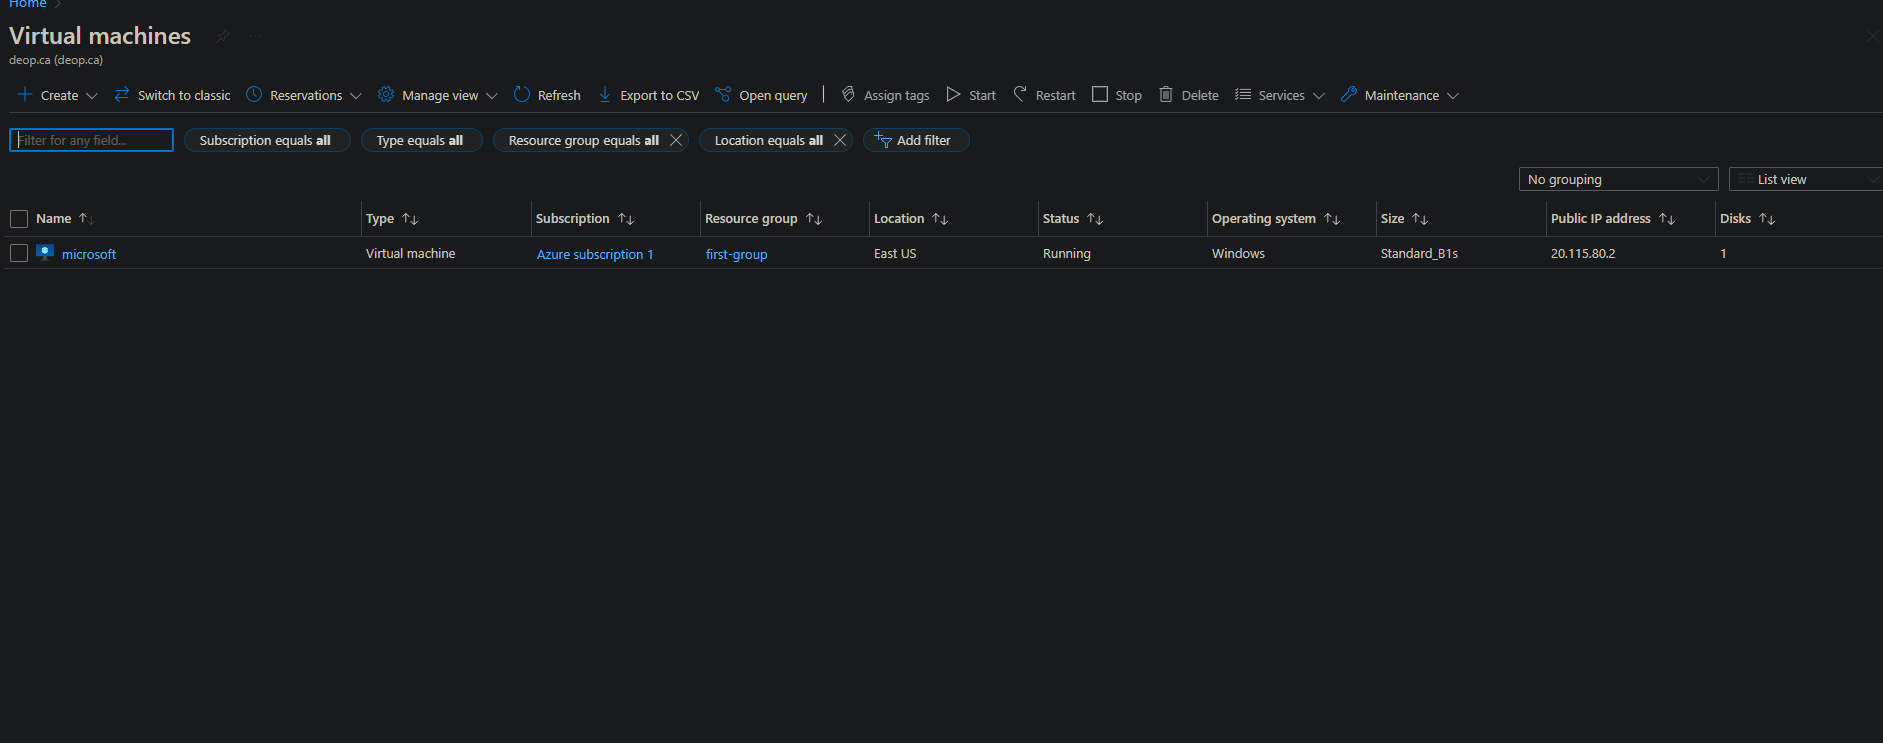 Home
Virtual machines
deop.ca (deop.ca)
Create Switch to classic Reservations Manage view Refresh Export to CSV Open query Assign tags Start Restart Stop Delete Services Maintenance
Filter for any field... Subscription equals all Type equals all Resource group equals all Location equals all Add filter
No grouping List view
Name Type Subscription Resource group Location Status Operating system Size Public IP address Disks
microsoft Virtual machine Azure subscription 1 first-group East US Running Windows Standard_B1s 20.115.80.2 1